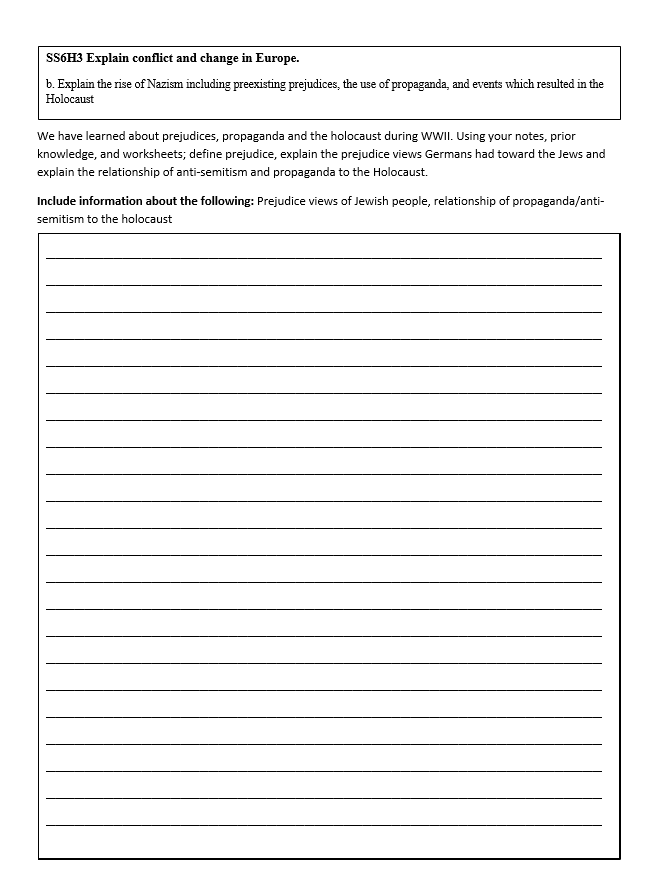 SS6H3 Explain conflict and change in Europe.
b. Explain the rise of Nazism including preexisting prejudices, the use of propaganda, and events which resulted in the
Holocaust
We have learned about prejudices, propaganda and the holocaust during WWII. Using your notes, prior
knowledge, and worksheets; define prejudice, explain the prejudice views Germans had toward the Jews and
explain the relationship of anti-semitism and propaganda to the Holocaust.
Include information about the following: Prejudice views of Jewish people, relationship of propaganda/anti-
semitism to the holocaust